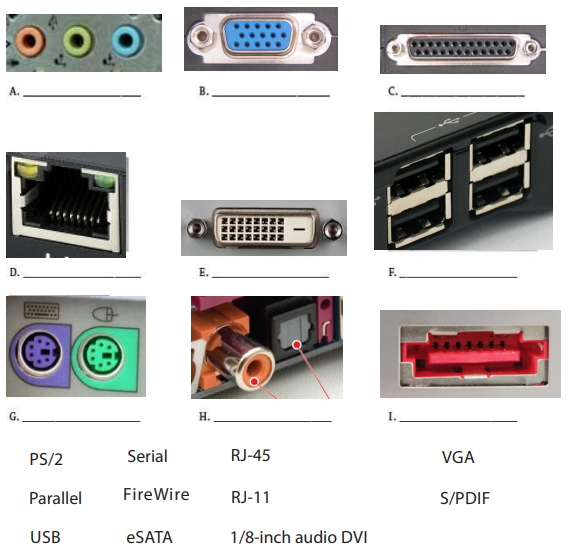 A. ____________________
B. ____________________
C. ____________________
D. ____________________
E. ____________________
F. ____________________
G. ____________________
H. ____________________
I. ____________________
PS/2 Serial RJ-45 VGA
Parallel FireWire RJ-11 S/PDIF
USB eSATA 1/8-inch audio DVI